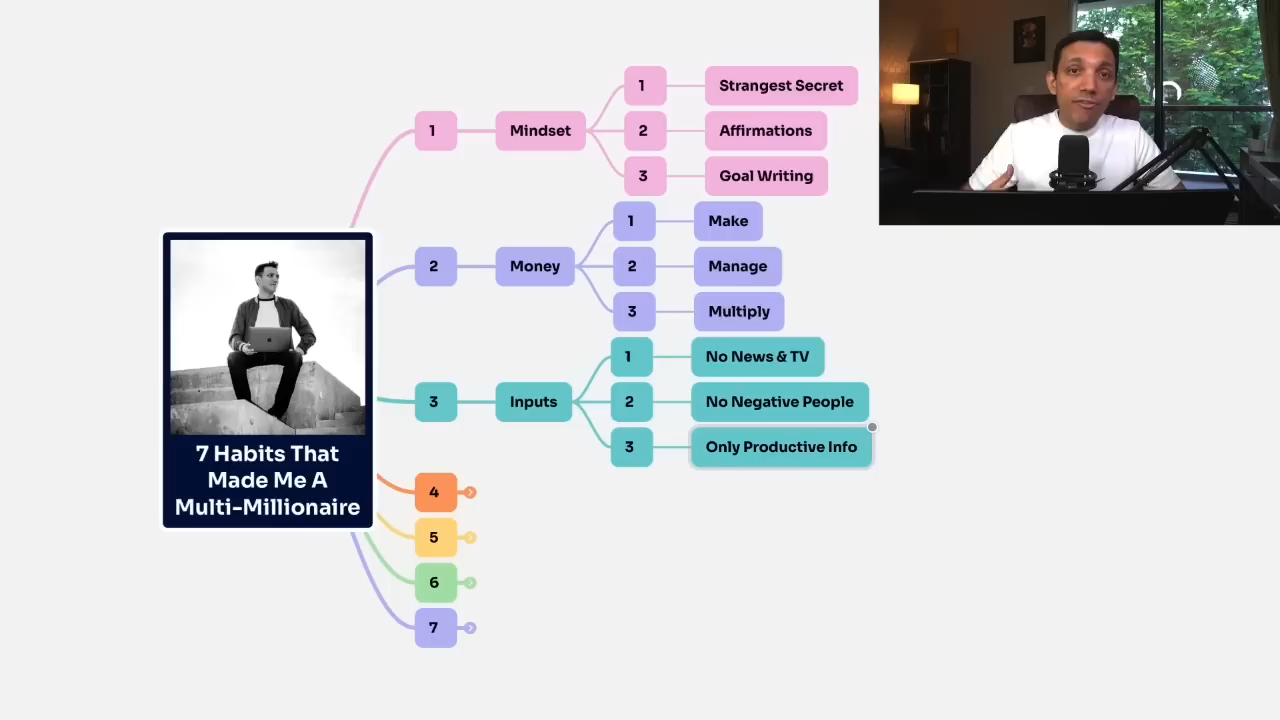 7 Habits That
Made Me A
Multi-Millionaire
1
Mindset
1
Strangest Secret
2
Affirmations
3
Goal Writing
2
Money
1
Make
2
Manage
3
Multiply
3
Inputs
1
No News & TV
2
No Negative People
3
Only Productive Info
4
5
6
7